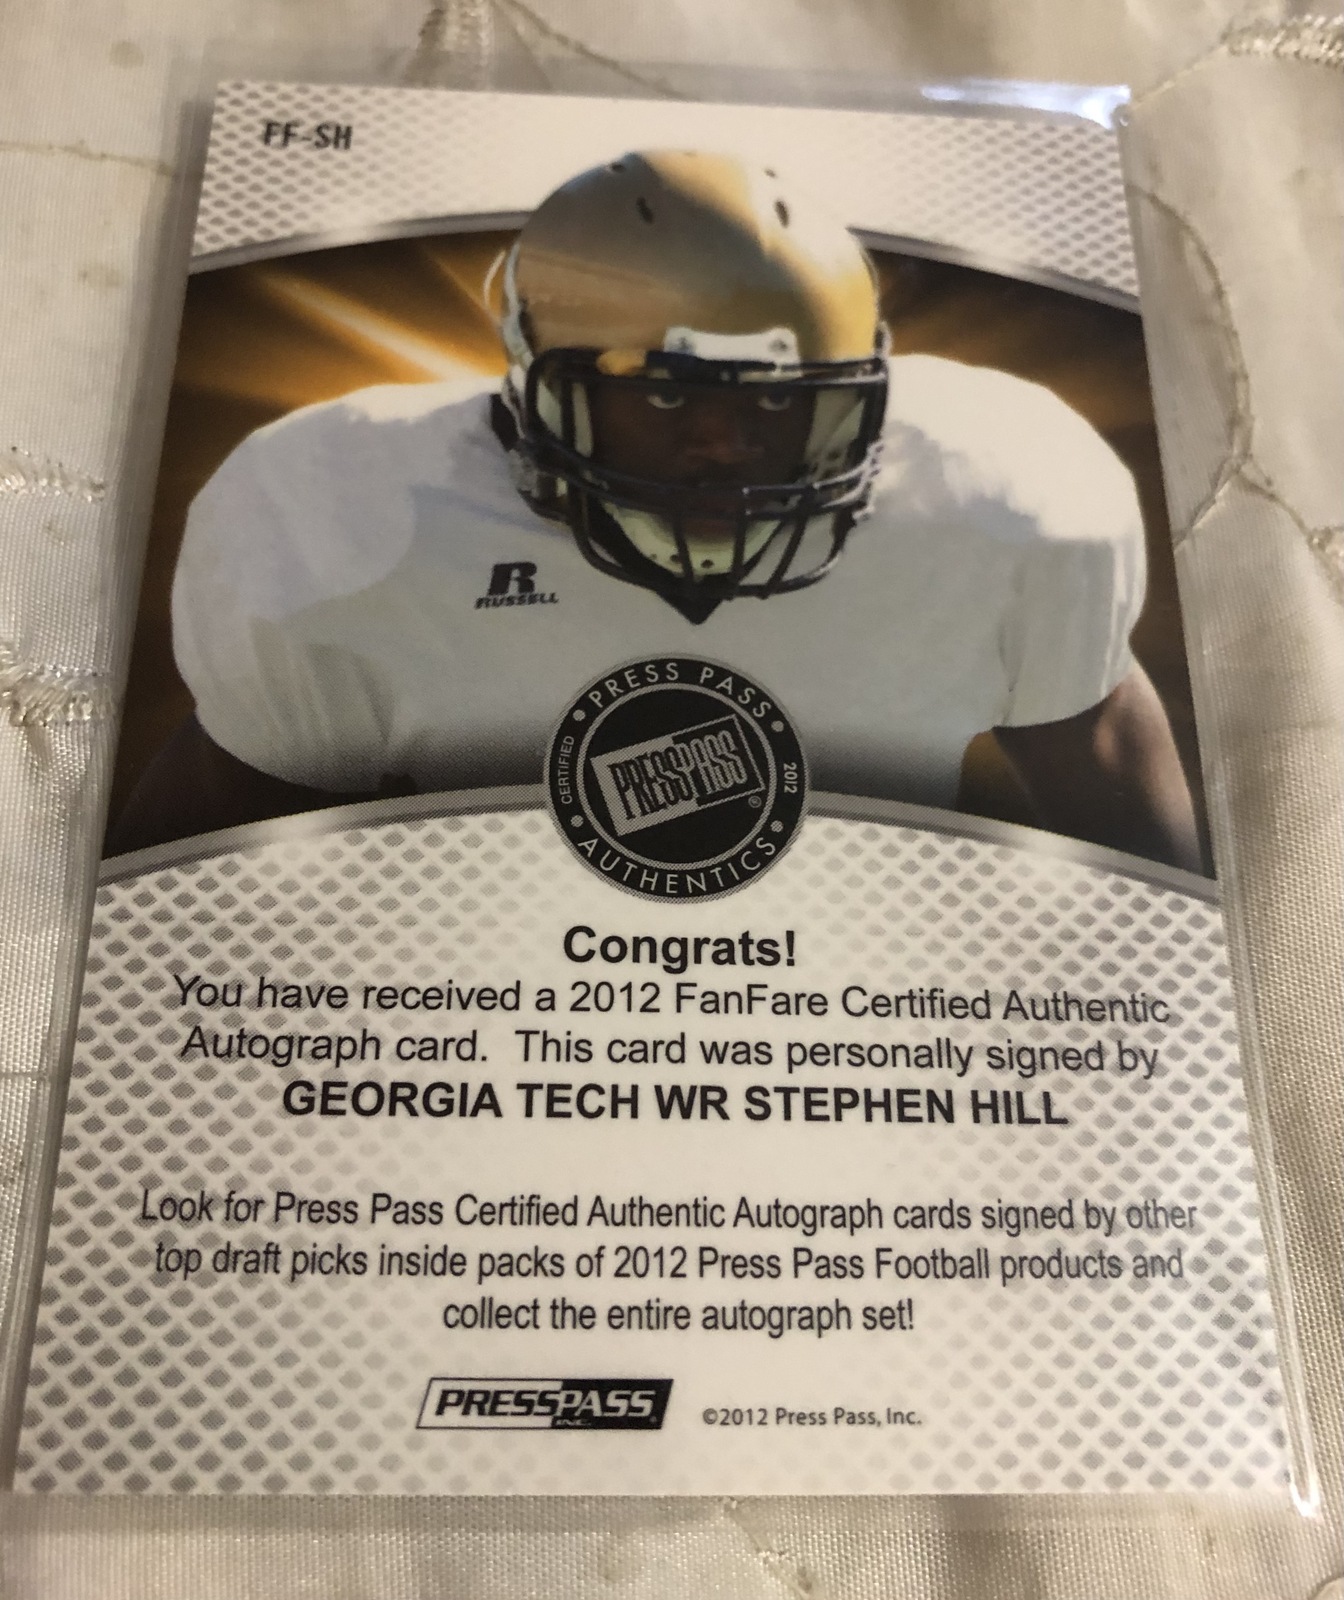 FF-SH
R
RUSSELL
PRESS PASS
CERTIFIED
PRESSPASS®
2012
AUTHENTICS
Congrats!
You have received a 2012 FanFare Certified Authentic
Autograph card. This card was personally signed by
GEORGIA TECH WR STEPHEN HILL
Look for Press Pass Certified Authentic Autograph cards signed by other
top draft picks inside packs of 2012 Press Pass Football products and
collect the entire autograph set!
PRESSPASS
INC.
©2012 Press Pass, Inc.